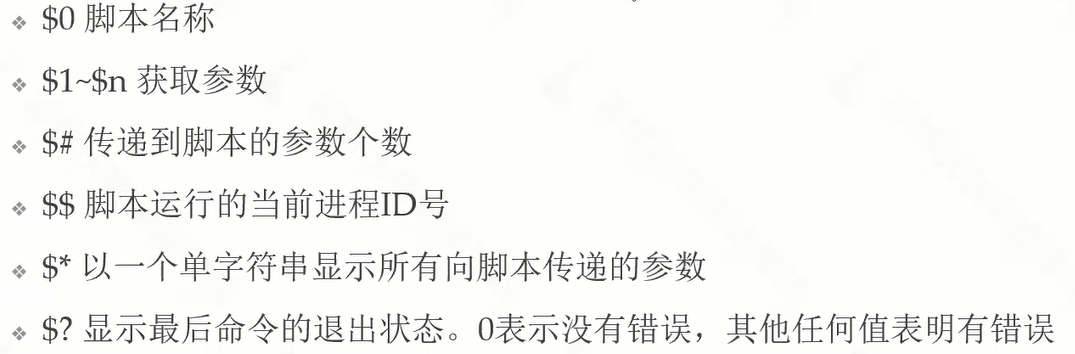 ❖ $0 脚本名称
❖ $1~$n 获取参数
❖ $# 传递到脚本的参数个数
❖ $$ 脚本运行的当前进程ID号
❖ $* 以一个单字符串显示所有向脚本传递的参数
❖ $? 显示最后命令的退出状态。0表示没有错误，其他任何值表明有错误